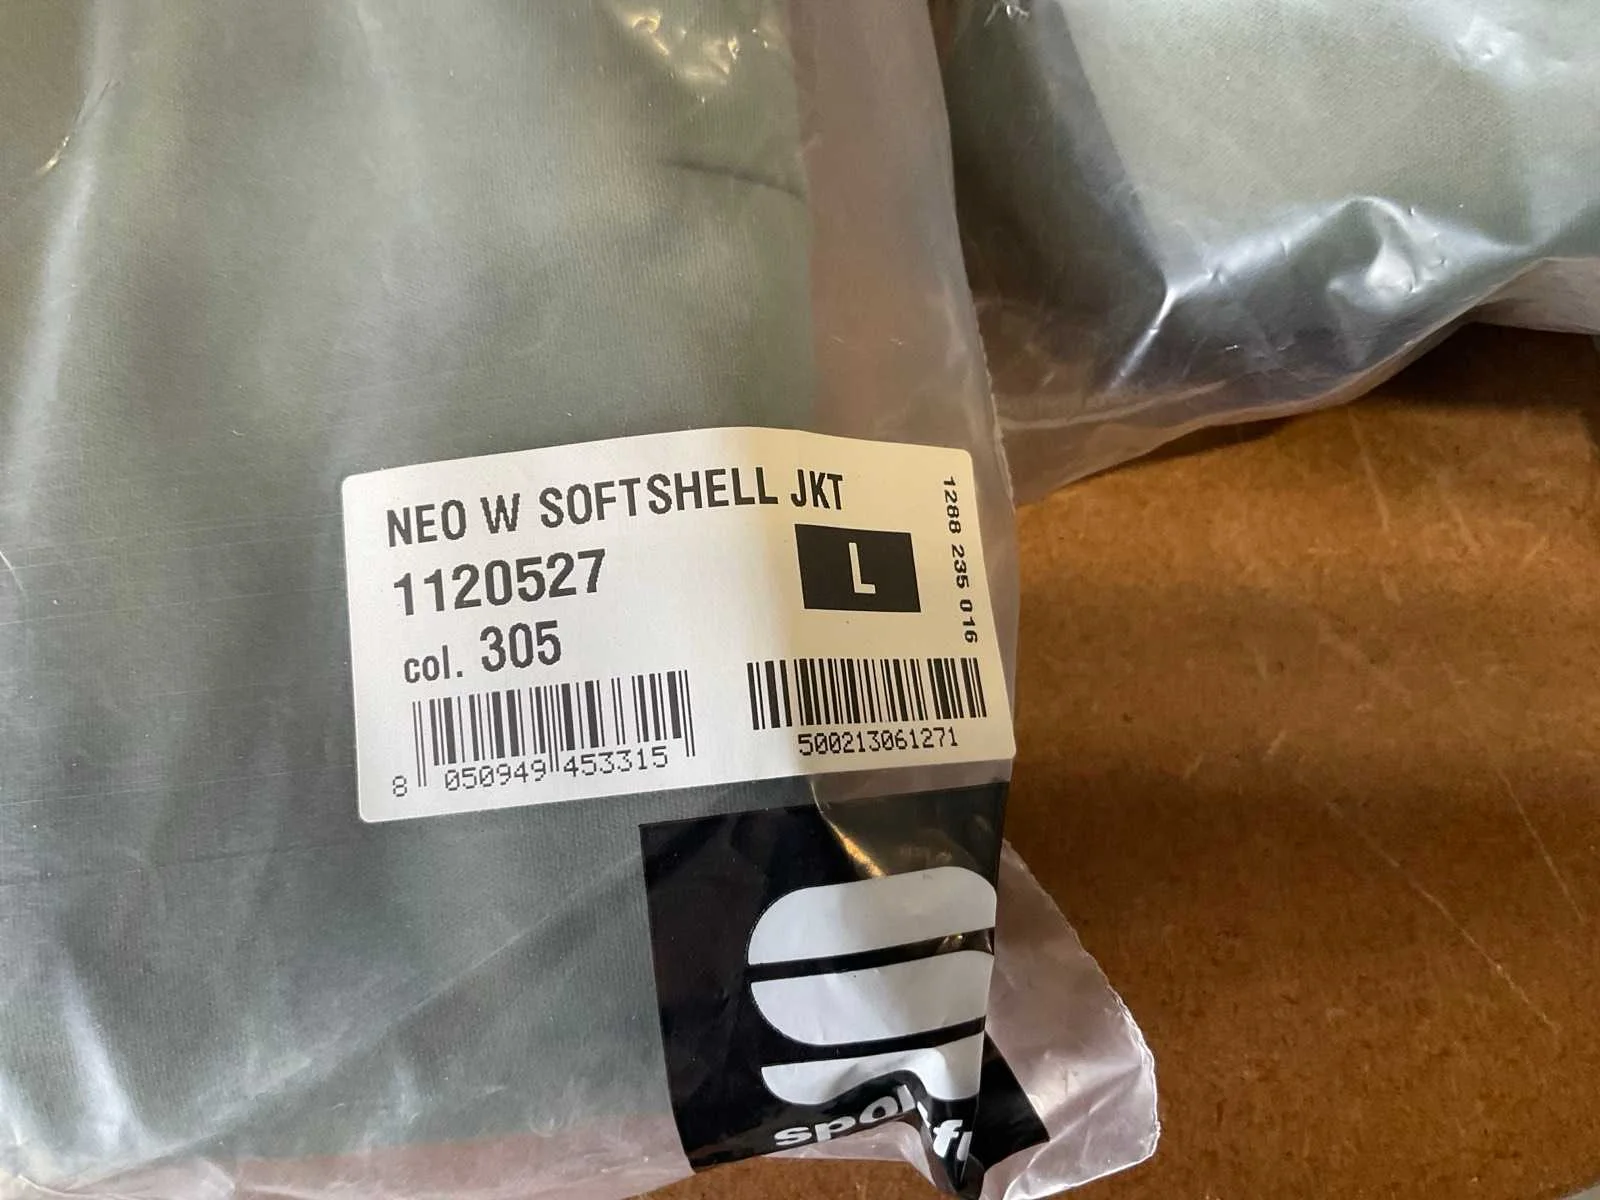 NEO W SOFTSHELL JKT
1120527
L
col. 305
1288 235 016
8 050949 453315
500213061271